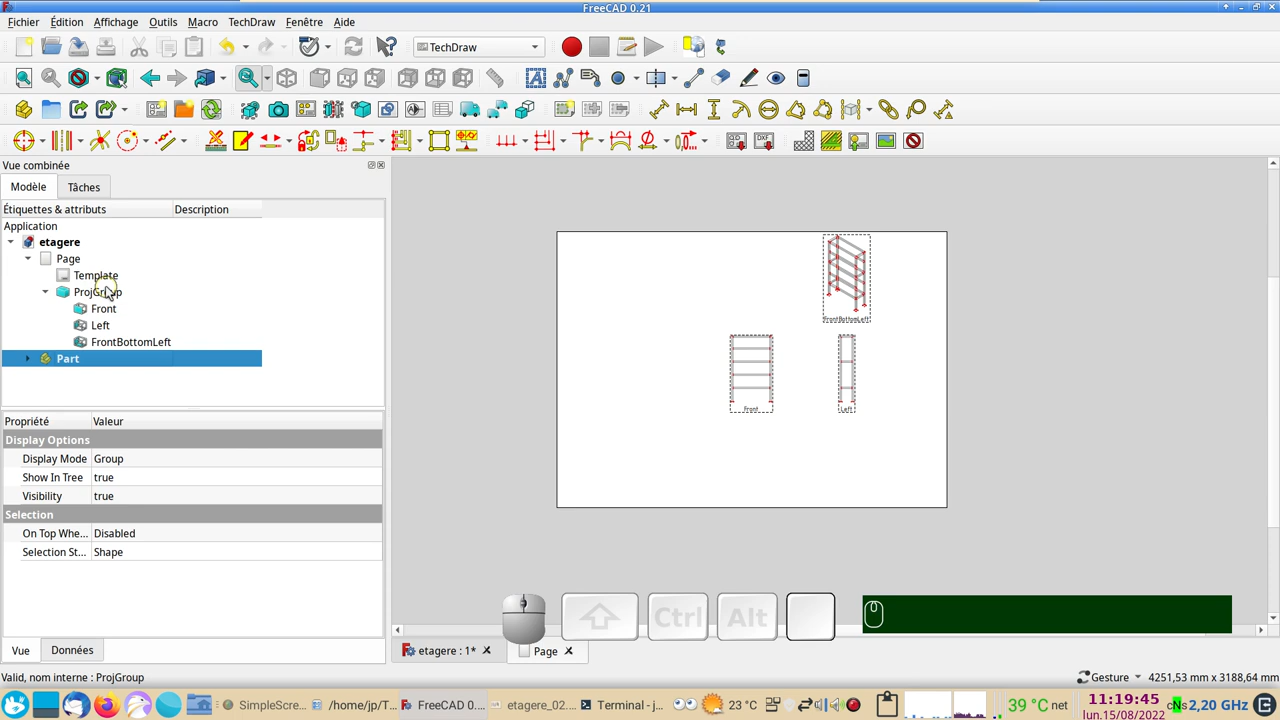 FreeCAD 0.21
Fichier Édition Affichage Outils Macro TechDraw Fenêtre Aide
TechDraw
Vue combinée
Modèle Tâches
Étiquettes & attributs Description
Application
etagere
Page
Template
ProjGroup
Front
Left
FrontBottomLeft
Part
Propriété Valeur
Display Options
Display Mode Group
Show In Tree true
Visibility true
Selection
On Top Whe... Disabled
Selection St... Shape
Vue Données
FrontBottomLeft
Front Left
Ctrl Alt
etagere : 1* Page
Valid, nom interne : ProjGroup
Gesture 4251,53 mm x 3188,64 mm
SimpleScre... /home/jp/T... FreeCAD 0.... etagere_02.... Terminal - j... 23 °C 39 °C net 11:19:45 2,20 GHz
lun.15/08/2022